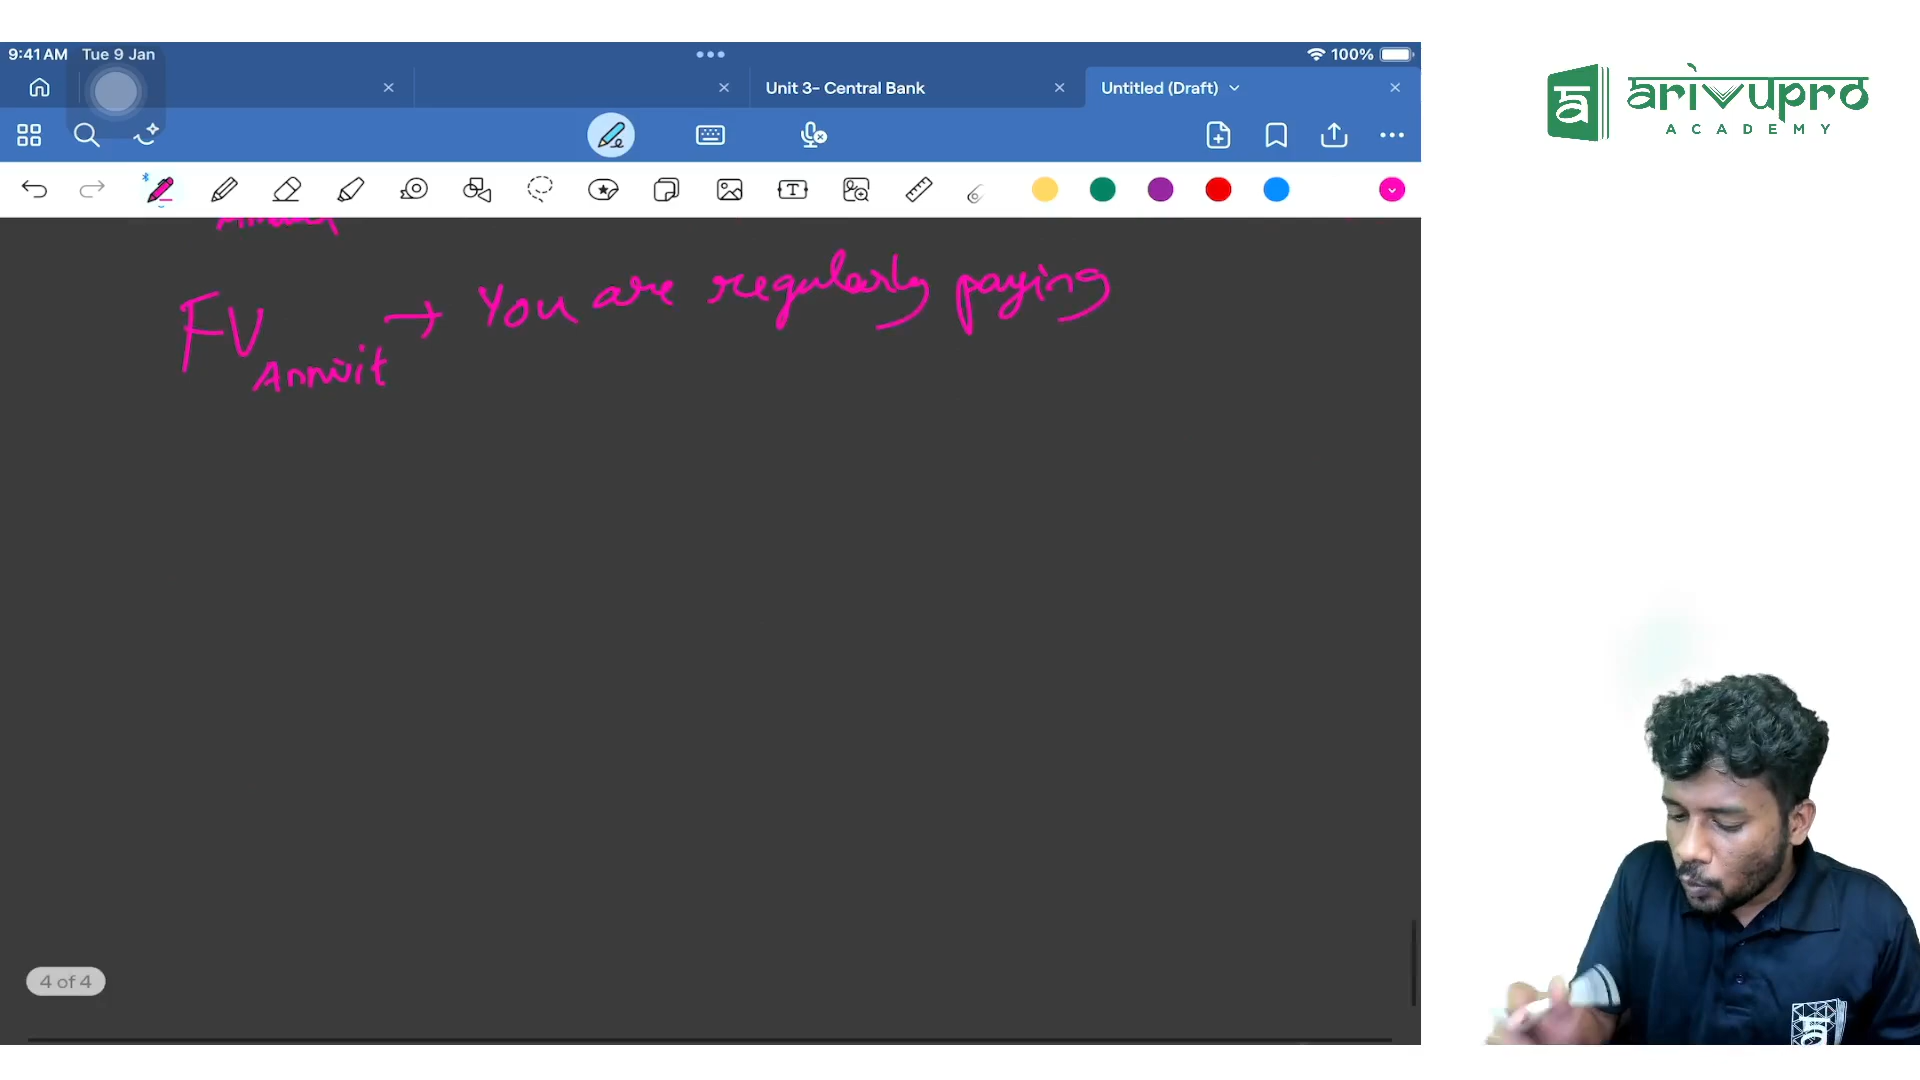 9:41 AM Tue 9 Jan
100%
Unit 3- Central Bank
Untitled (Draft)
arivupro
ACADEMY
FV Annuit → You are regularly paying
4 of 4